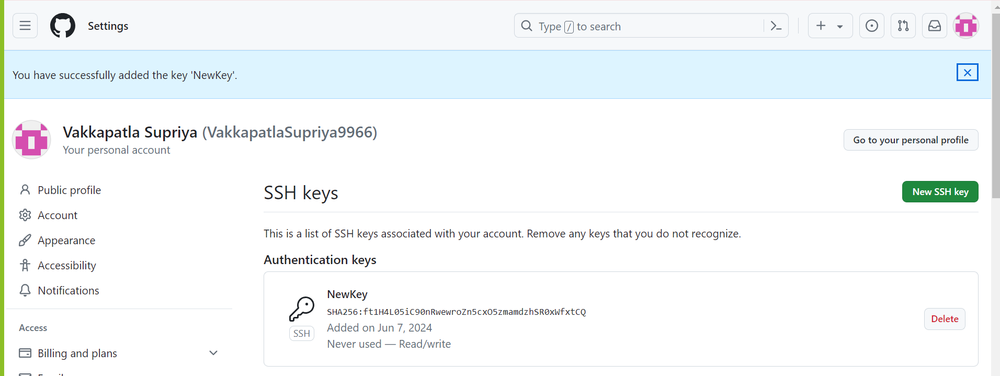 Settings
Type / to search
You have successfully added the key 'NewKey'.
Vakkapatla Supriya (VakkapatlaSupriya9966)
Your personal account
Go to your personal profile
Public profile
Account
Appearance
Accessibility
Notifications
Access
Billing and plans
SSH keys
New SSH key
This is a list of SSH keys associated with your account. Remove any keys that you do not recognize.
Authentication keys
NewKey
SHA256:ft1H4L05iC90nRwewroZn5cxO5zmamdzhSR0xWfxtCQ
Added on Jun 7, 2024
Never used — Read/write
SSH
Delete